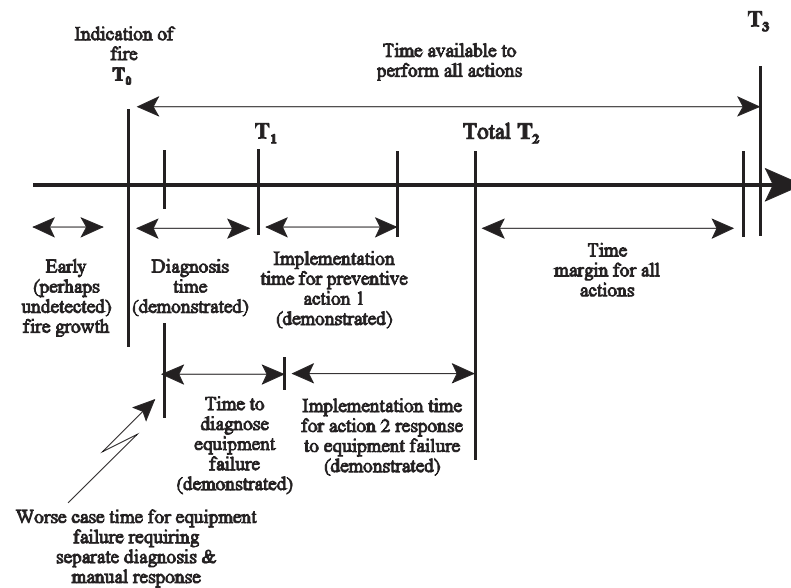 Indication of
fire
T0
Time available to
perform all actions
T3
T1
Total T2
Early
(perhaps
undetected)
fire growth
Diagnosis
time
(demonstrated)
Implementation
time for preventive
action 1
(demonstrated)
Time
margin for all
actions
Time to
diagnose
equipment
failure
(demonstrated)
Implementation time
for action 2 response
to equipment failure
(demonstrated)
Worse case time for equipment
failure requiring
separate diagnosis &
manual response